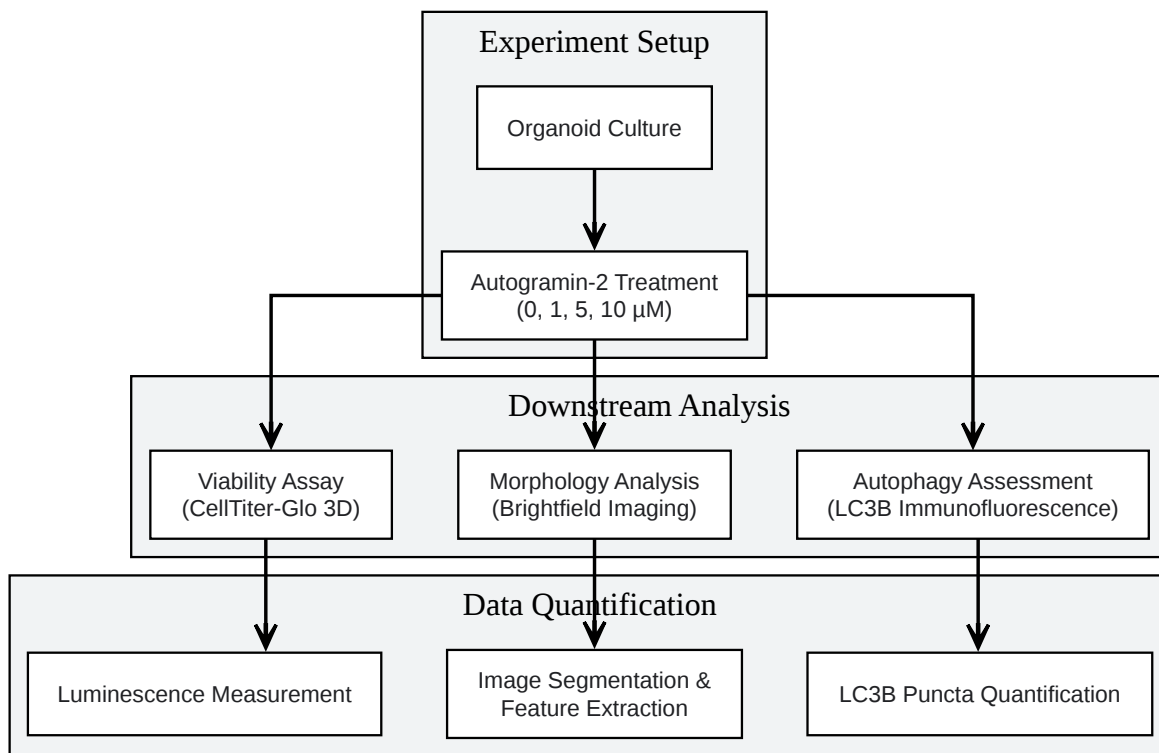 Experiment Setup
Organoid Culture
Autogramin-2 Treatment
(0, 1, 5, 10 µM)
Downstream Analysis
Viability Assay
(CellTiter-Glo 3D)
Morphology Analysis
(Brightfield Imaging)
Autophagy Assessment
(LC3B Immunofluorescence)
Data Quantification
Luminescence Measurement
Image Segmentation &
Feature Extraction
LC3B Puncta Quantification